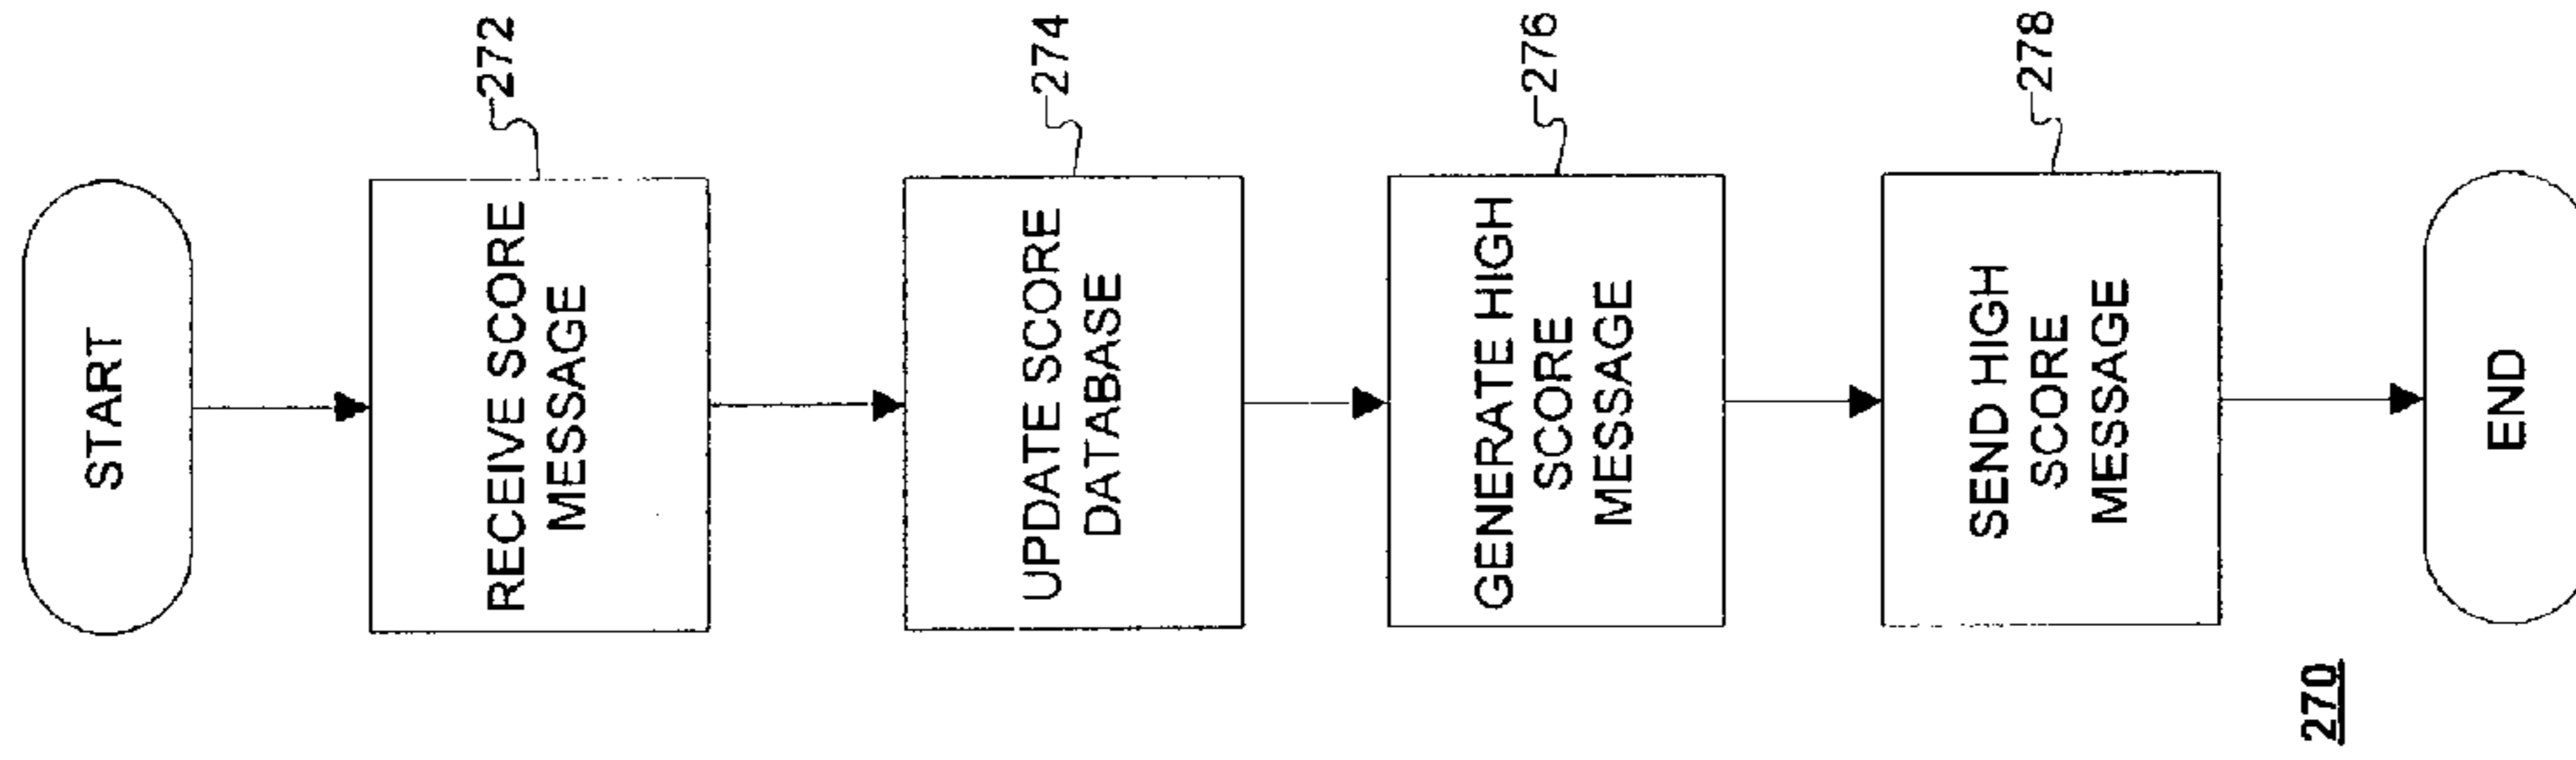 START
RECEIVE SCORE
MESSAGE
272
UPDATE SCORE
DATABASE
274
GENERATE HIGH
SCORE
MESSAGE
276
SEND HIGH
SCORE
MESSAGE
278
END
270